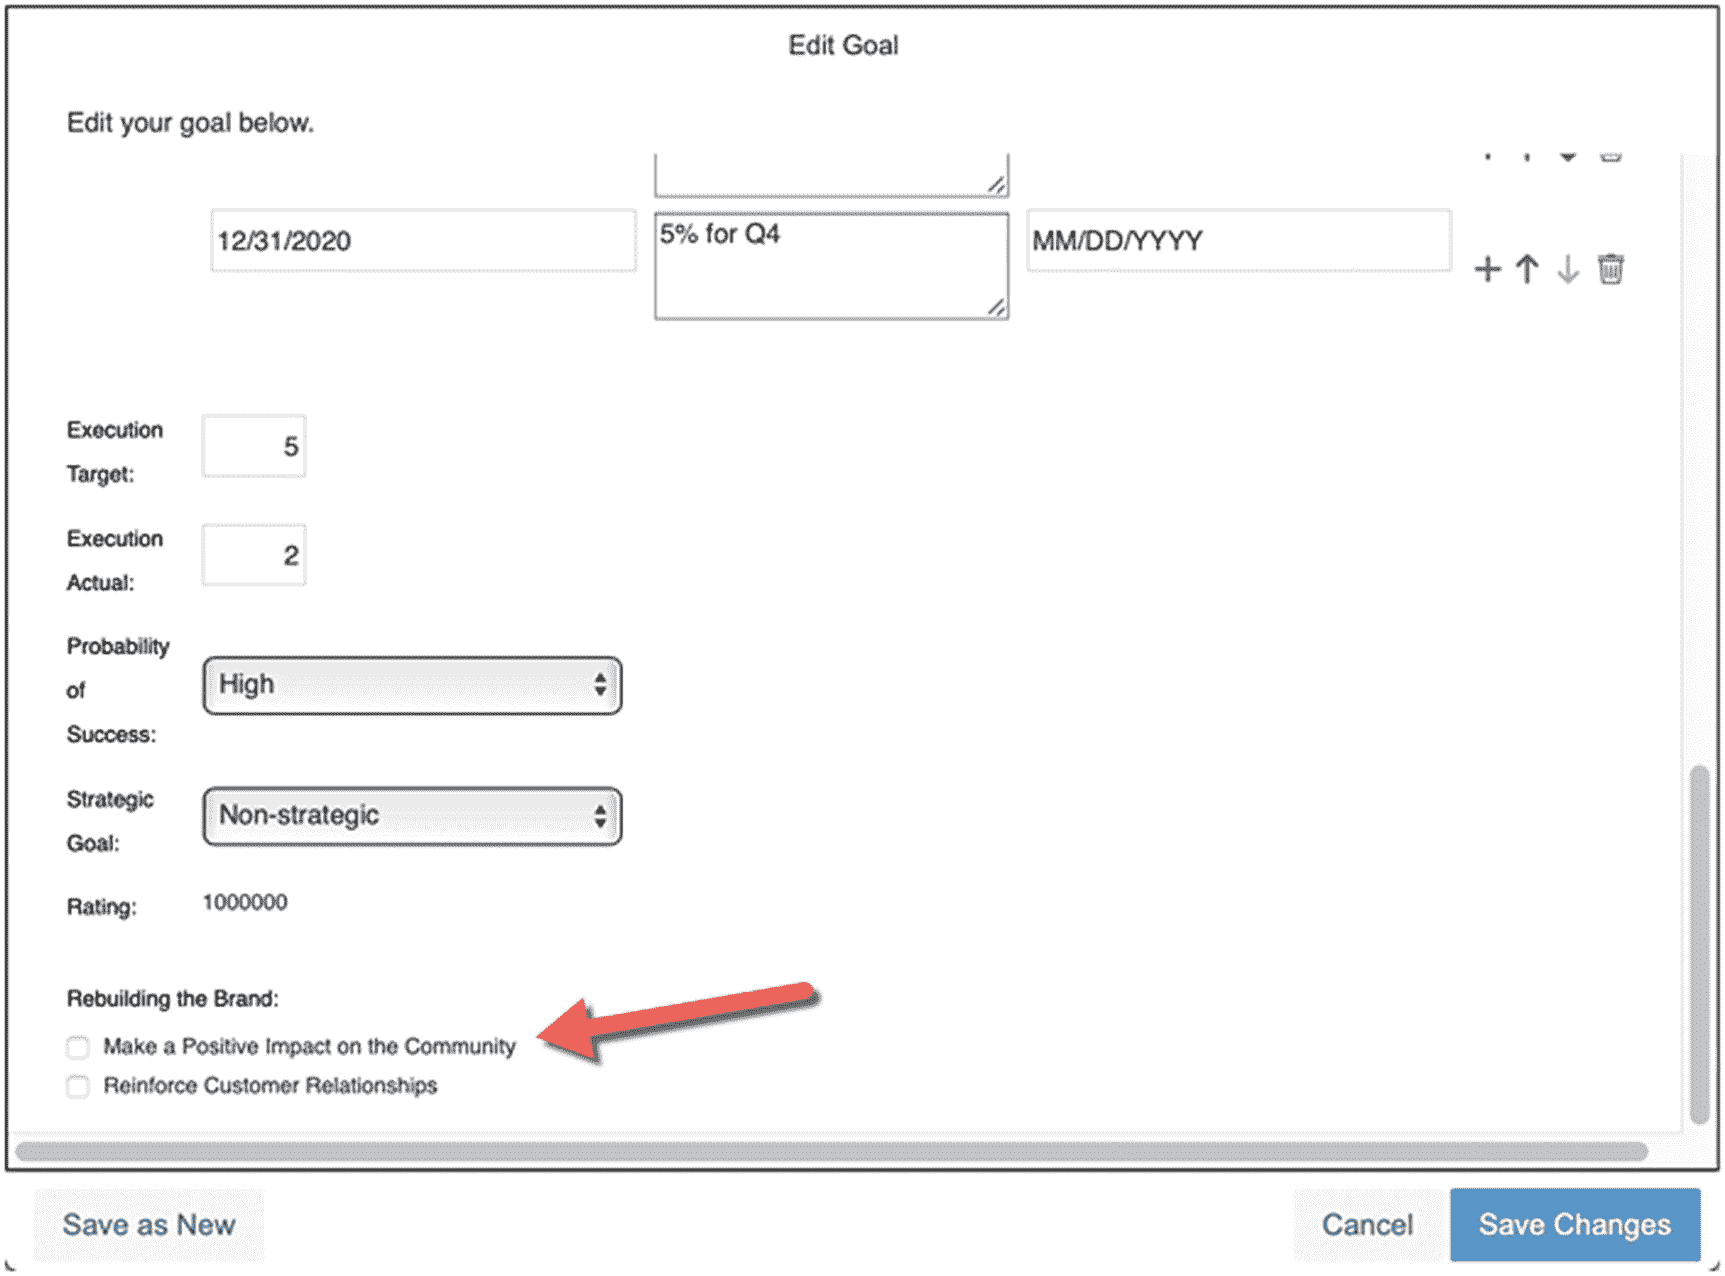 Edit Goal
Edit your goal below.
12/31/2020
5% for Q4
MM/DD/YYYY
Execution
Target:
5
Execution
Actual:
2
Probability
of
Success:
High
Strategic
Goal:
Non-strategic
Rating:
1000000
Rebuilding the Brand:
Make a Positive Impact on the Community
Reinforce Customer Relationships
Save as New
Cancel
Save Changes